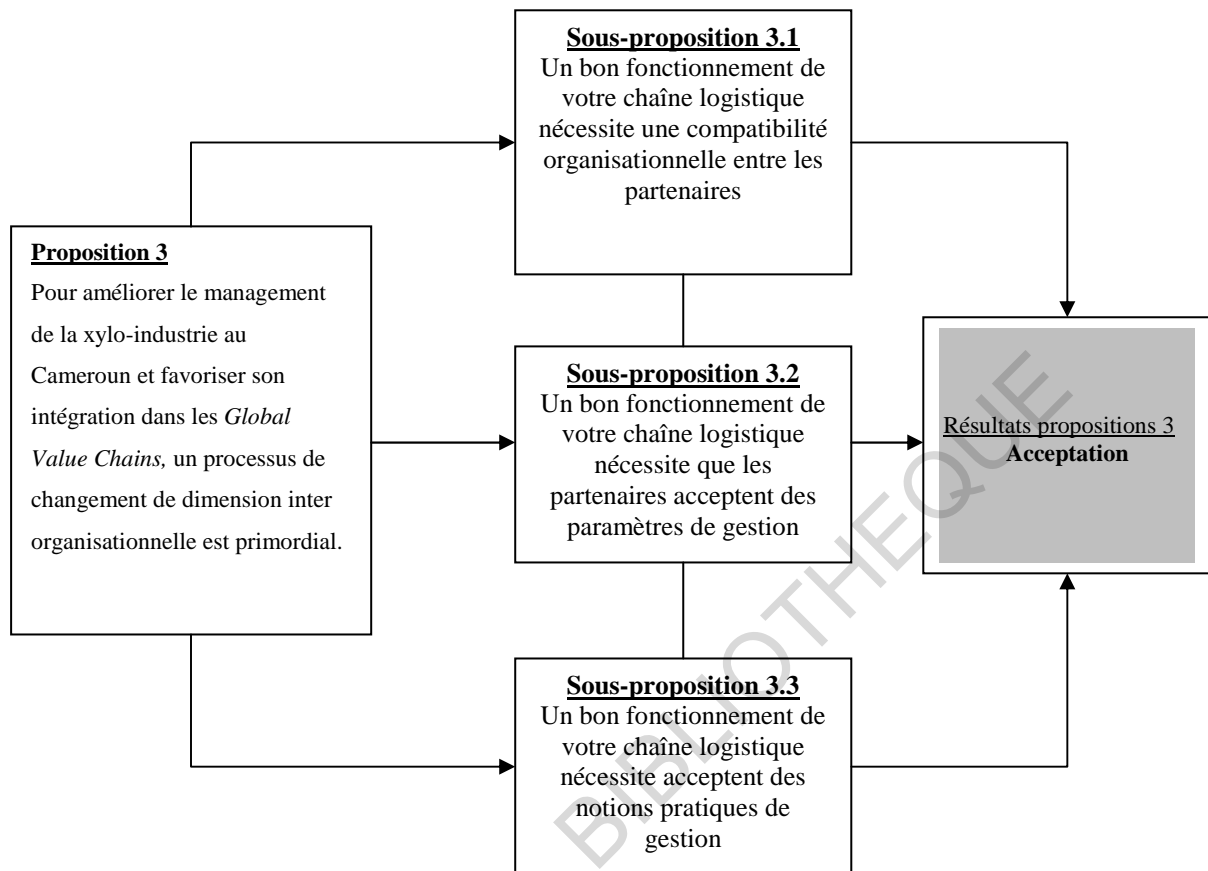 Sous-proposition 3.1
Un bon fonctionnement de
votre chaîne logistique
nécessite une compatibilité
organisationnelle entre les
partenaires
Proposition 3
Pour améliorer le management
de la xylo-industrie au
Cameroun et favoriser son
intégration dans les Global
Value Chains, un processus de
changement de dimension inter
organisationnelle est primordial.
Sous-proposition 3.2
Un bon fonctionnement de
votre chaîne logistique
nécessite que les
partenaires acceptent des
paramètres de gestion
Sous-proposition 3.3
Un bon fonctionnement de
votre chaîne logistique
nécessite acceptent des
notions pratiques de
gestion
Résultats propositions 3
Acceptation
BIBLIOTHEQUE